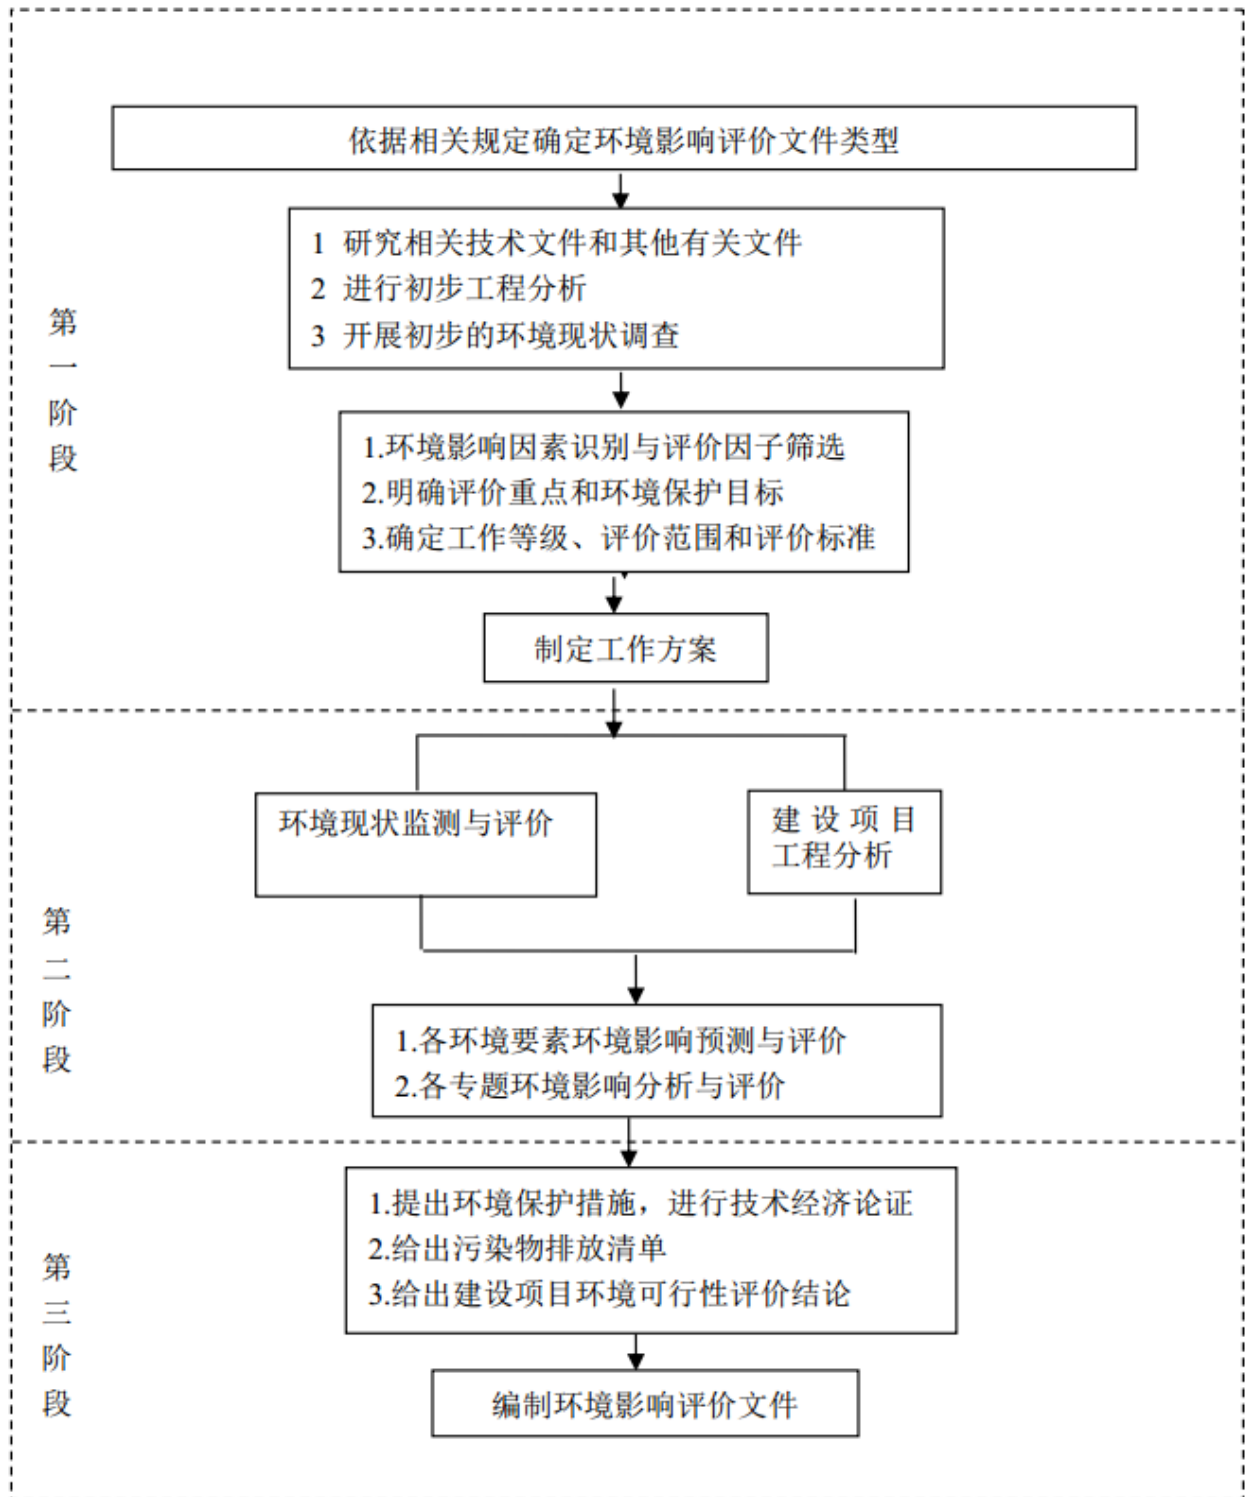 依据相关规定确定环境影响评价文件类型
1 研究相关技术文件和其他有关文件
2 进行初步工程分析
3 开展初步的环境现状调查
第
一
阶
段
1.环境影响因素识别与评价因子筛选
2.明确评价重点和环境保护目标
3.确定工作等级、评价范围和评价标准
制定工作方案
环境现状监测与评价
建设项目
工程分析
第
二
阶
段
1.各环境要素环境影响预测与评价
2.各专题环境影响分析与评价
1.提出环境保护措施，进行技术经济论证
2.给出污染物排放清单
3.给出建设项目环境可行性评价结论
第
三
阶
段
编制环境影响评价文件